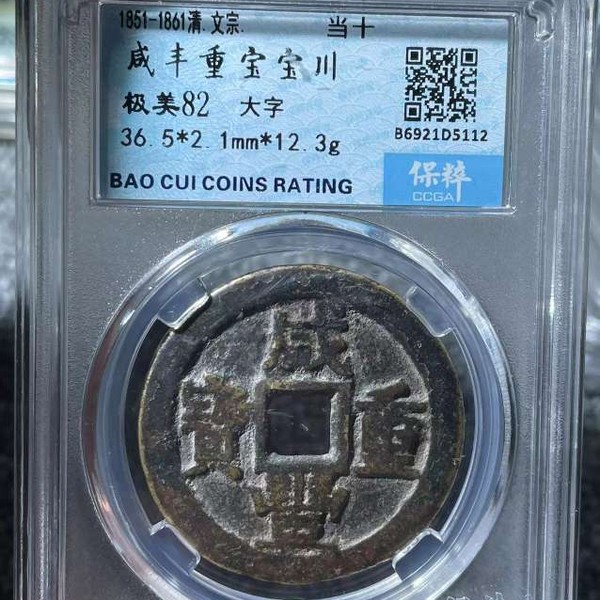 1851-1861清.文宗. 当十
咸丰重宝宝川
极美82 大字
36.5*2.1mm*12.3g
B6921D5112
BAO CUI COINS RATING
保粹
CCGA
咸
寶 重
豐